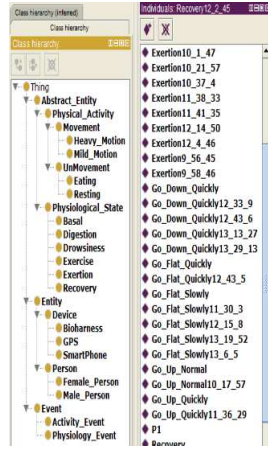 Class hierarchy (inferred)
Class hierarchy
Class hierarchy
Thing
Abstract_Entity
Physical_Activity
Movement
Heavy_Motion
Mild_Motion
UnMovement
Eating
Resting
Physiological_State
Basal
Digestion
Drowsiness
Exercise
Exertion
Recovery
Entity
Device
Bioharness
GPS
SmartPhone
Person
Female_Person
Male_Person
Event
Activity_Event
Physiology_Event
Individuals: Recovery12_2_45
Exertion10_1_47
Exertion10_21_57
Exertion10_37_4
Exertion11_38_33
Exertion11_41_35
Exertion12_14_50
Exertion12_4_46
Exertion9_56_45
Exertion9_58_46
Go_Down_Quickly
Go_Down_Quickly12_33_9
Go_Down_Quickly12_43_6
Go_Down_Quickly13_13_27
Go_Down_Quickly13_29_13
Go_Flat_Quickly
Go_Flat_Quickly12_43_5
Go_Flat_Slowly
Go_Flat_Slowly11_30_3
Go_Flat_Slowly12_15_8
Go_Flat_Slowly13_19_52
Go_Flat_Slowly13_6_5
Go_Up_Normal
Go_Up_Normal10_17_57
Go_Up_Quickly
Go_Up_Quickly11_36_29
P1
Recovery